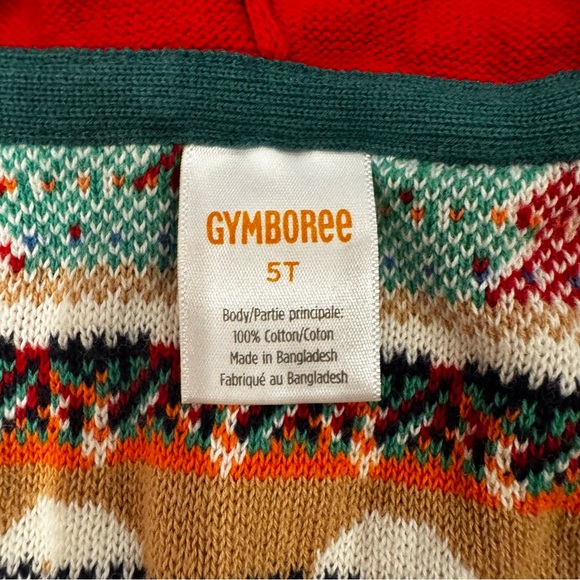 GYMBORee
5T
Body/Partie principale:
100% Cotton/Coton
Made in Bangladesh
Fabriqué au Bangladesh